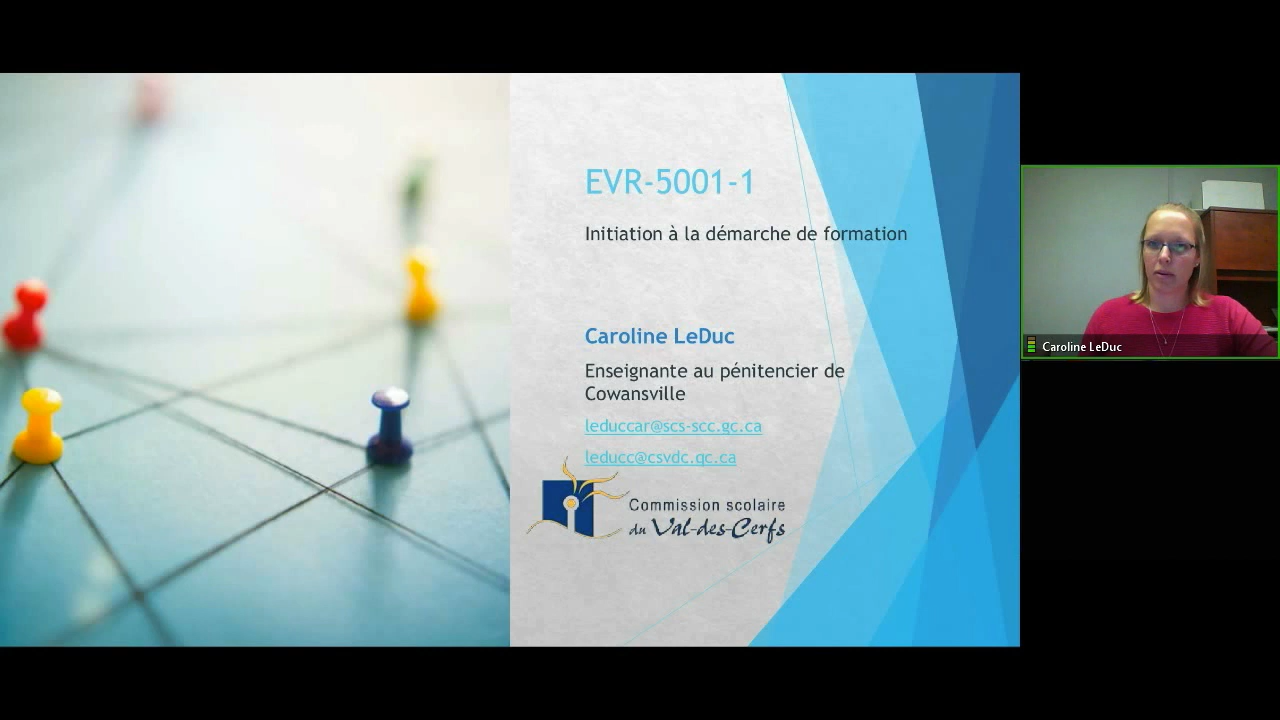 EVR-5001-1
Initiation à la démarche de formation
Caroline LeDuc
Enseignante au pénitencier de
Cowansville
leduccar@scs-scc.gc.ca
leducc@csvdc.qc.ca
Commission scolaire
du Val-des-Cerfs
Caroline LeDuc